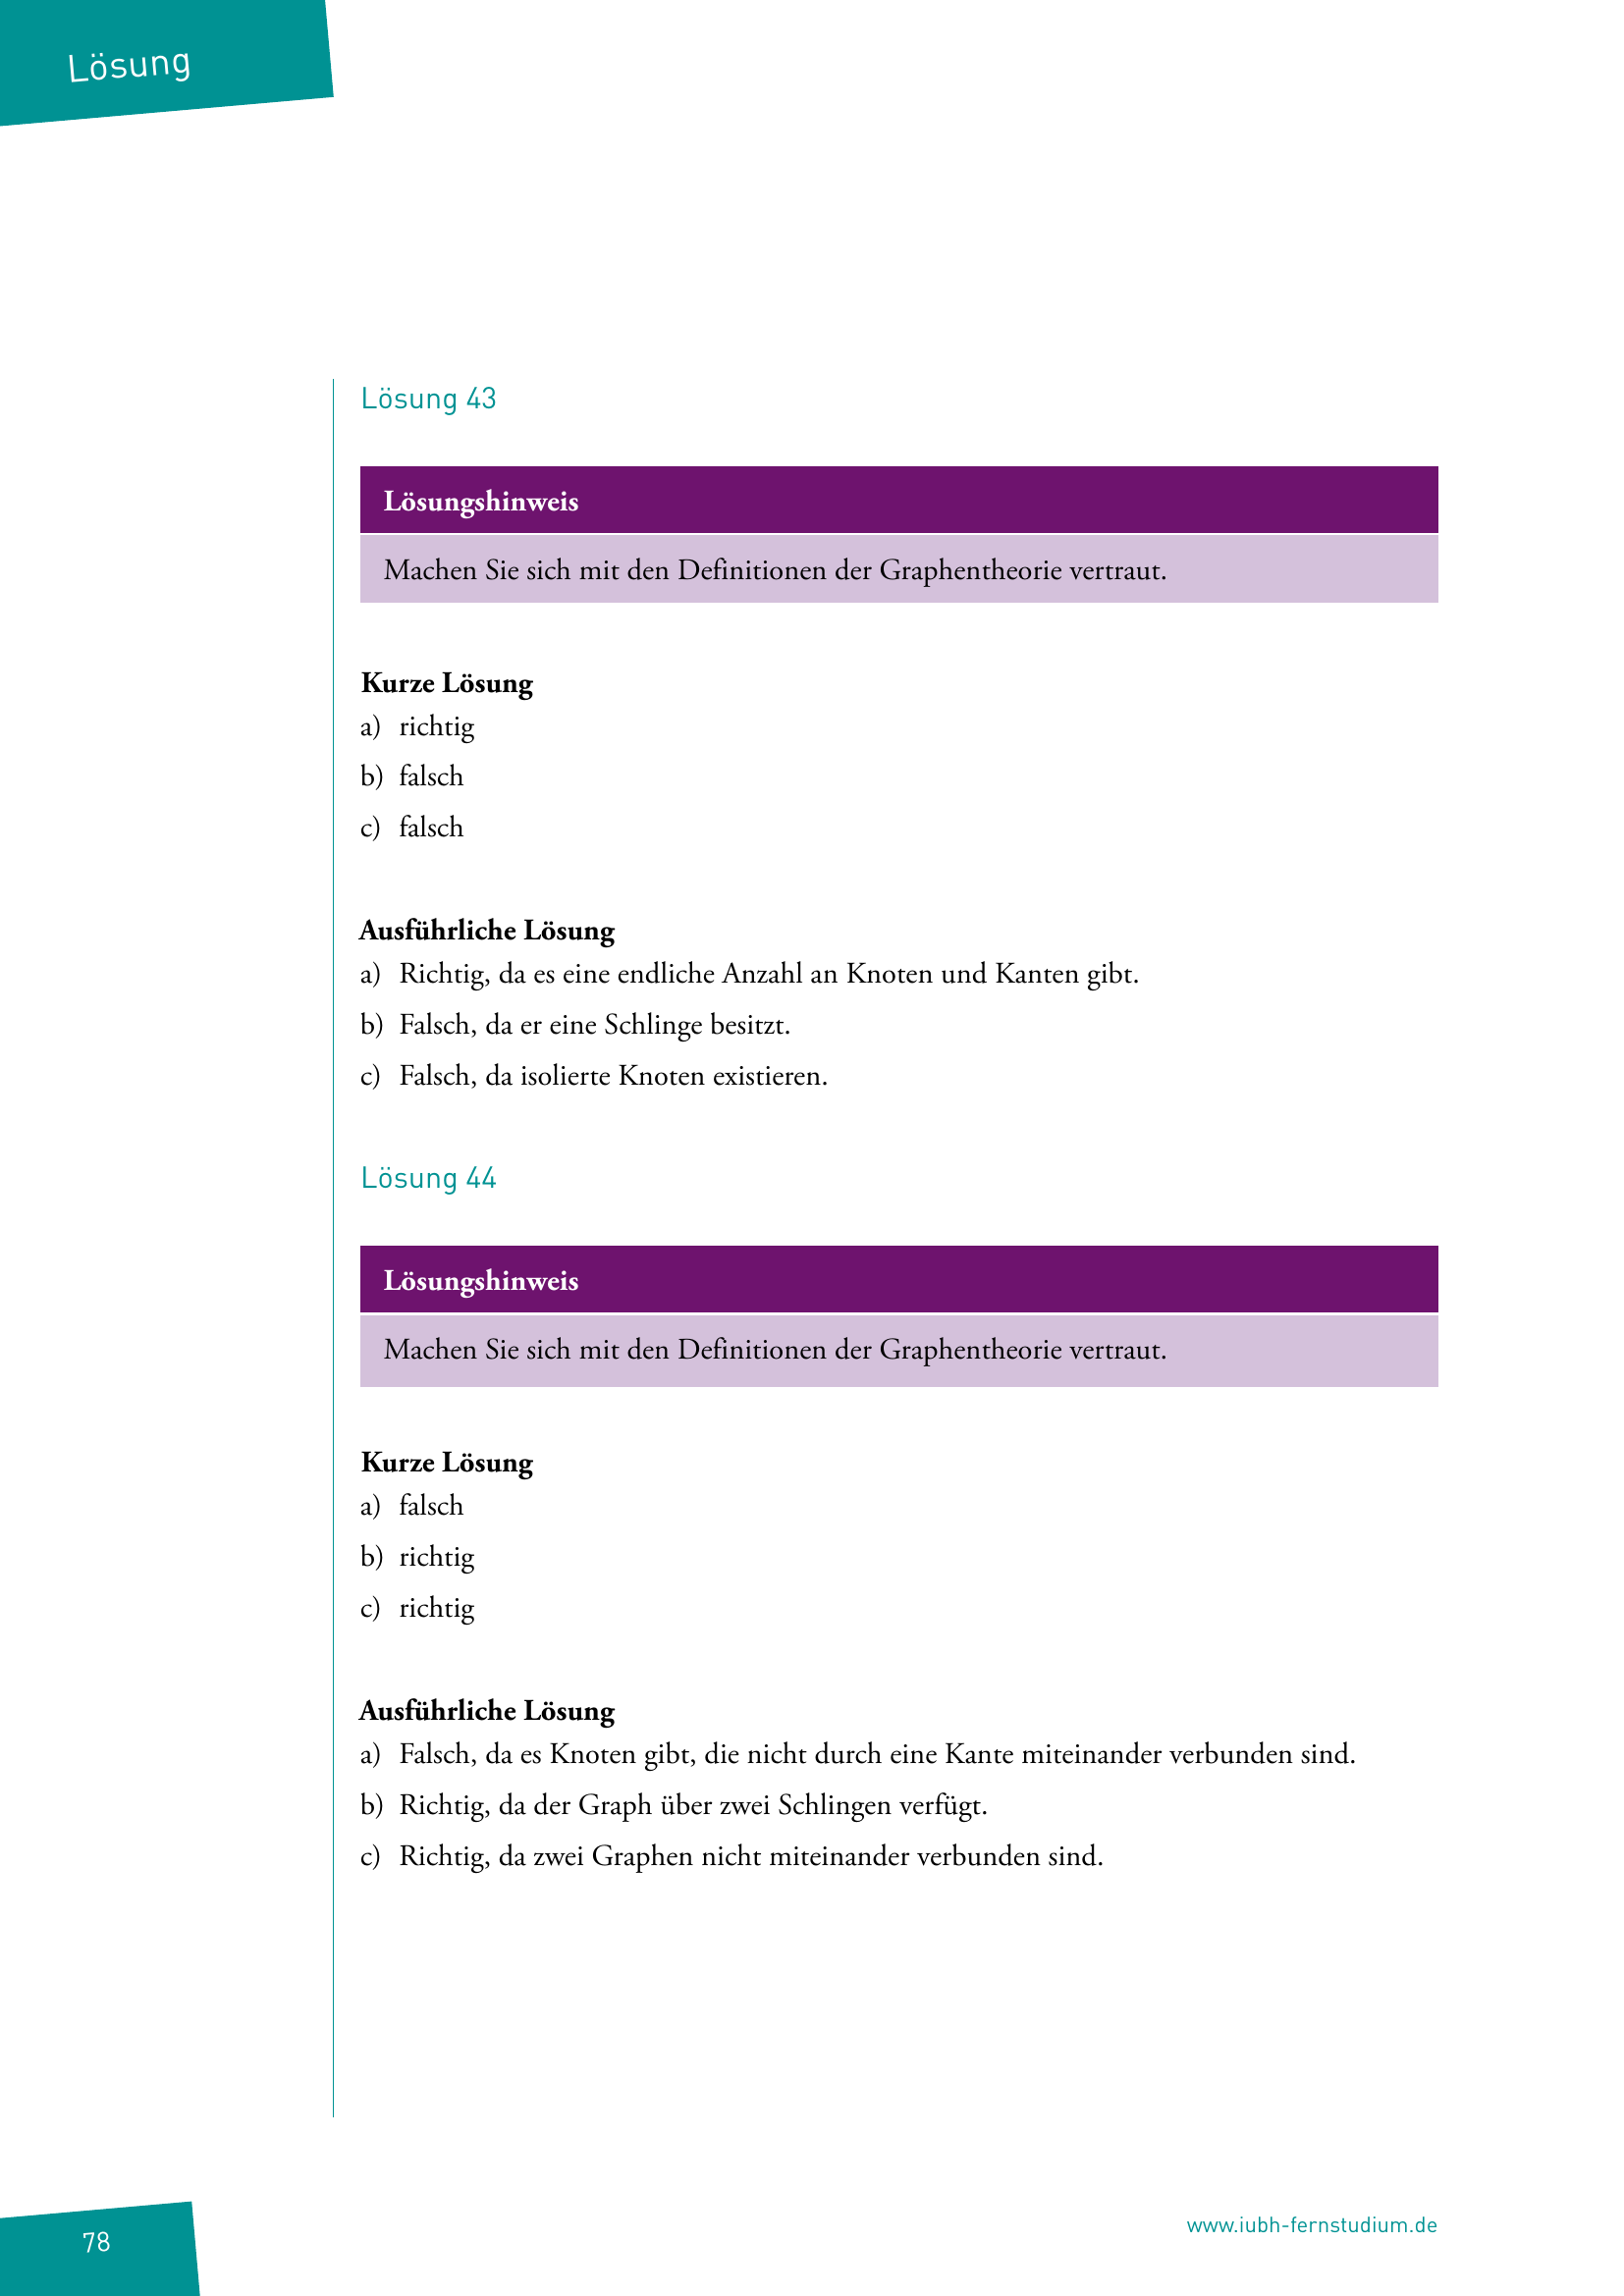 Lösung
Lösung 43
Lösungshinweis
Machen Sie sich mit den Definitionen der Graphentheorie vertraut.
Kurze Lösung
a) richtig
b) falsch
c) falsch
Ausführliche Lösung
a) Richtig, da es eine endliche Anzahl an Knoten und Kanten gibt.
b) Falsch, da er eine Schlinge besitzt.
c) Falsch, da isolierte Knoten existieren.
Lösung 44
Lösungshinweis
Machen Sie sich mit den Definitionen der Graphentheorie vertraut.
Kurze Lösung
a) falsch
b) richtig
c) richtig
Ausführliche Lösung
a) Falsch, da es Knoten gibt, die nicht durch eine Kante miteinander verbunden sind.
b) Richtig, da der Graph über zwei Schlingen verfügt.
c) Richtig, da zwei Graphen nicht miteinander verbunden sind.
78
www.iubh-fernstudium.de